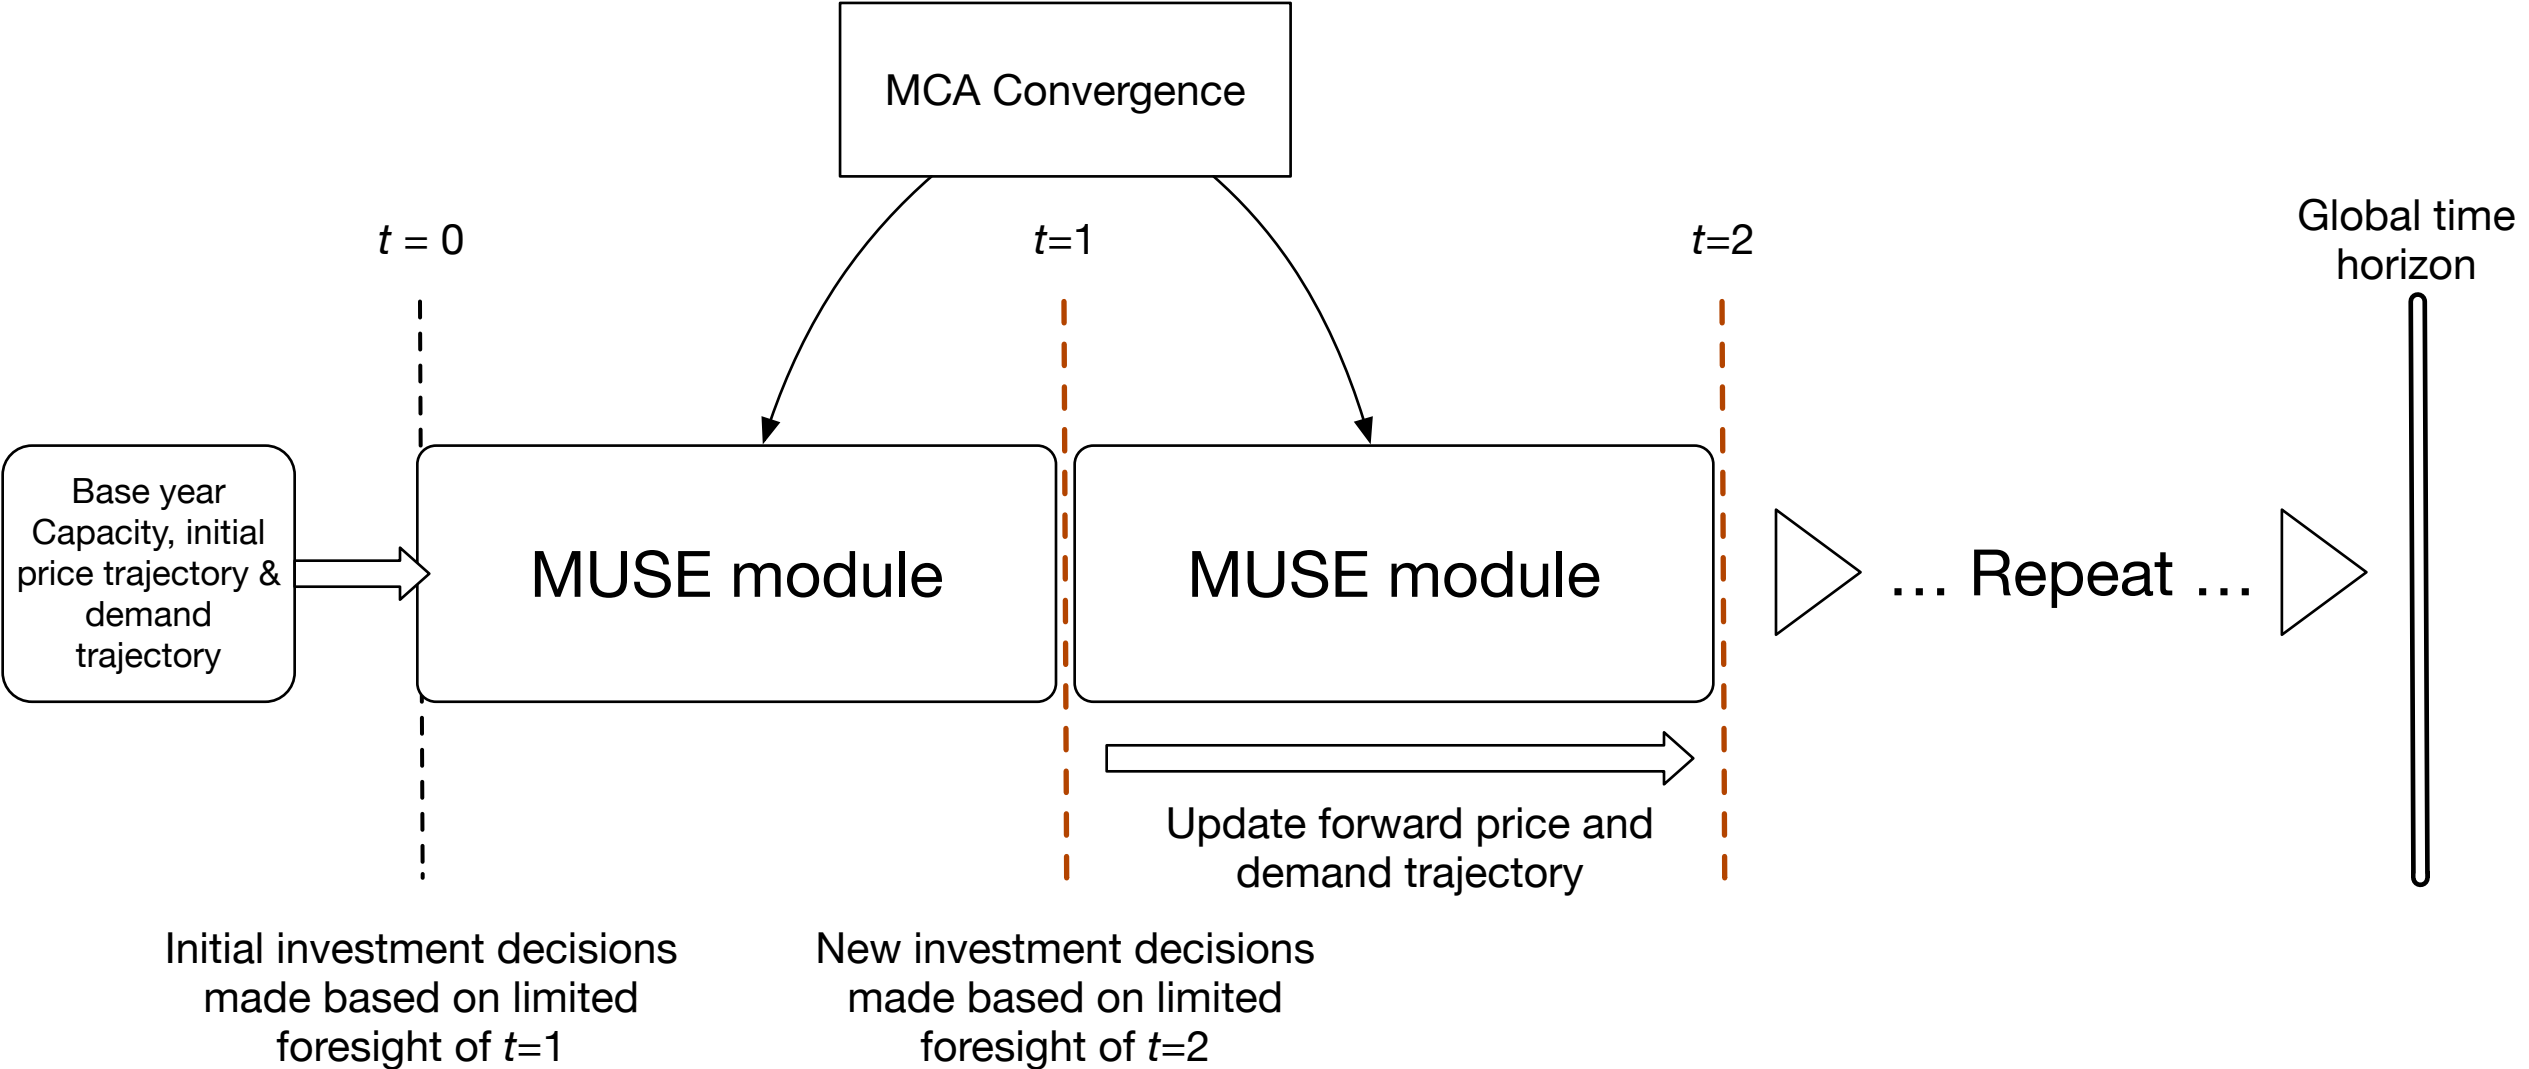 MCA Convergence
t = 0
t=1
t=2
Global time
horizon
Base year
Capacity, initial
price trajectory &
demand
trajectory
MUSE module
MUSE module
... Repeat ...
Update forward price and
demand trajectory
Initial investment decisions
made based on limited
foresight of t=1
New investment decisions
made based on limited
foresight of t=2